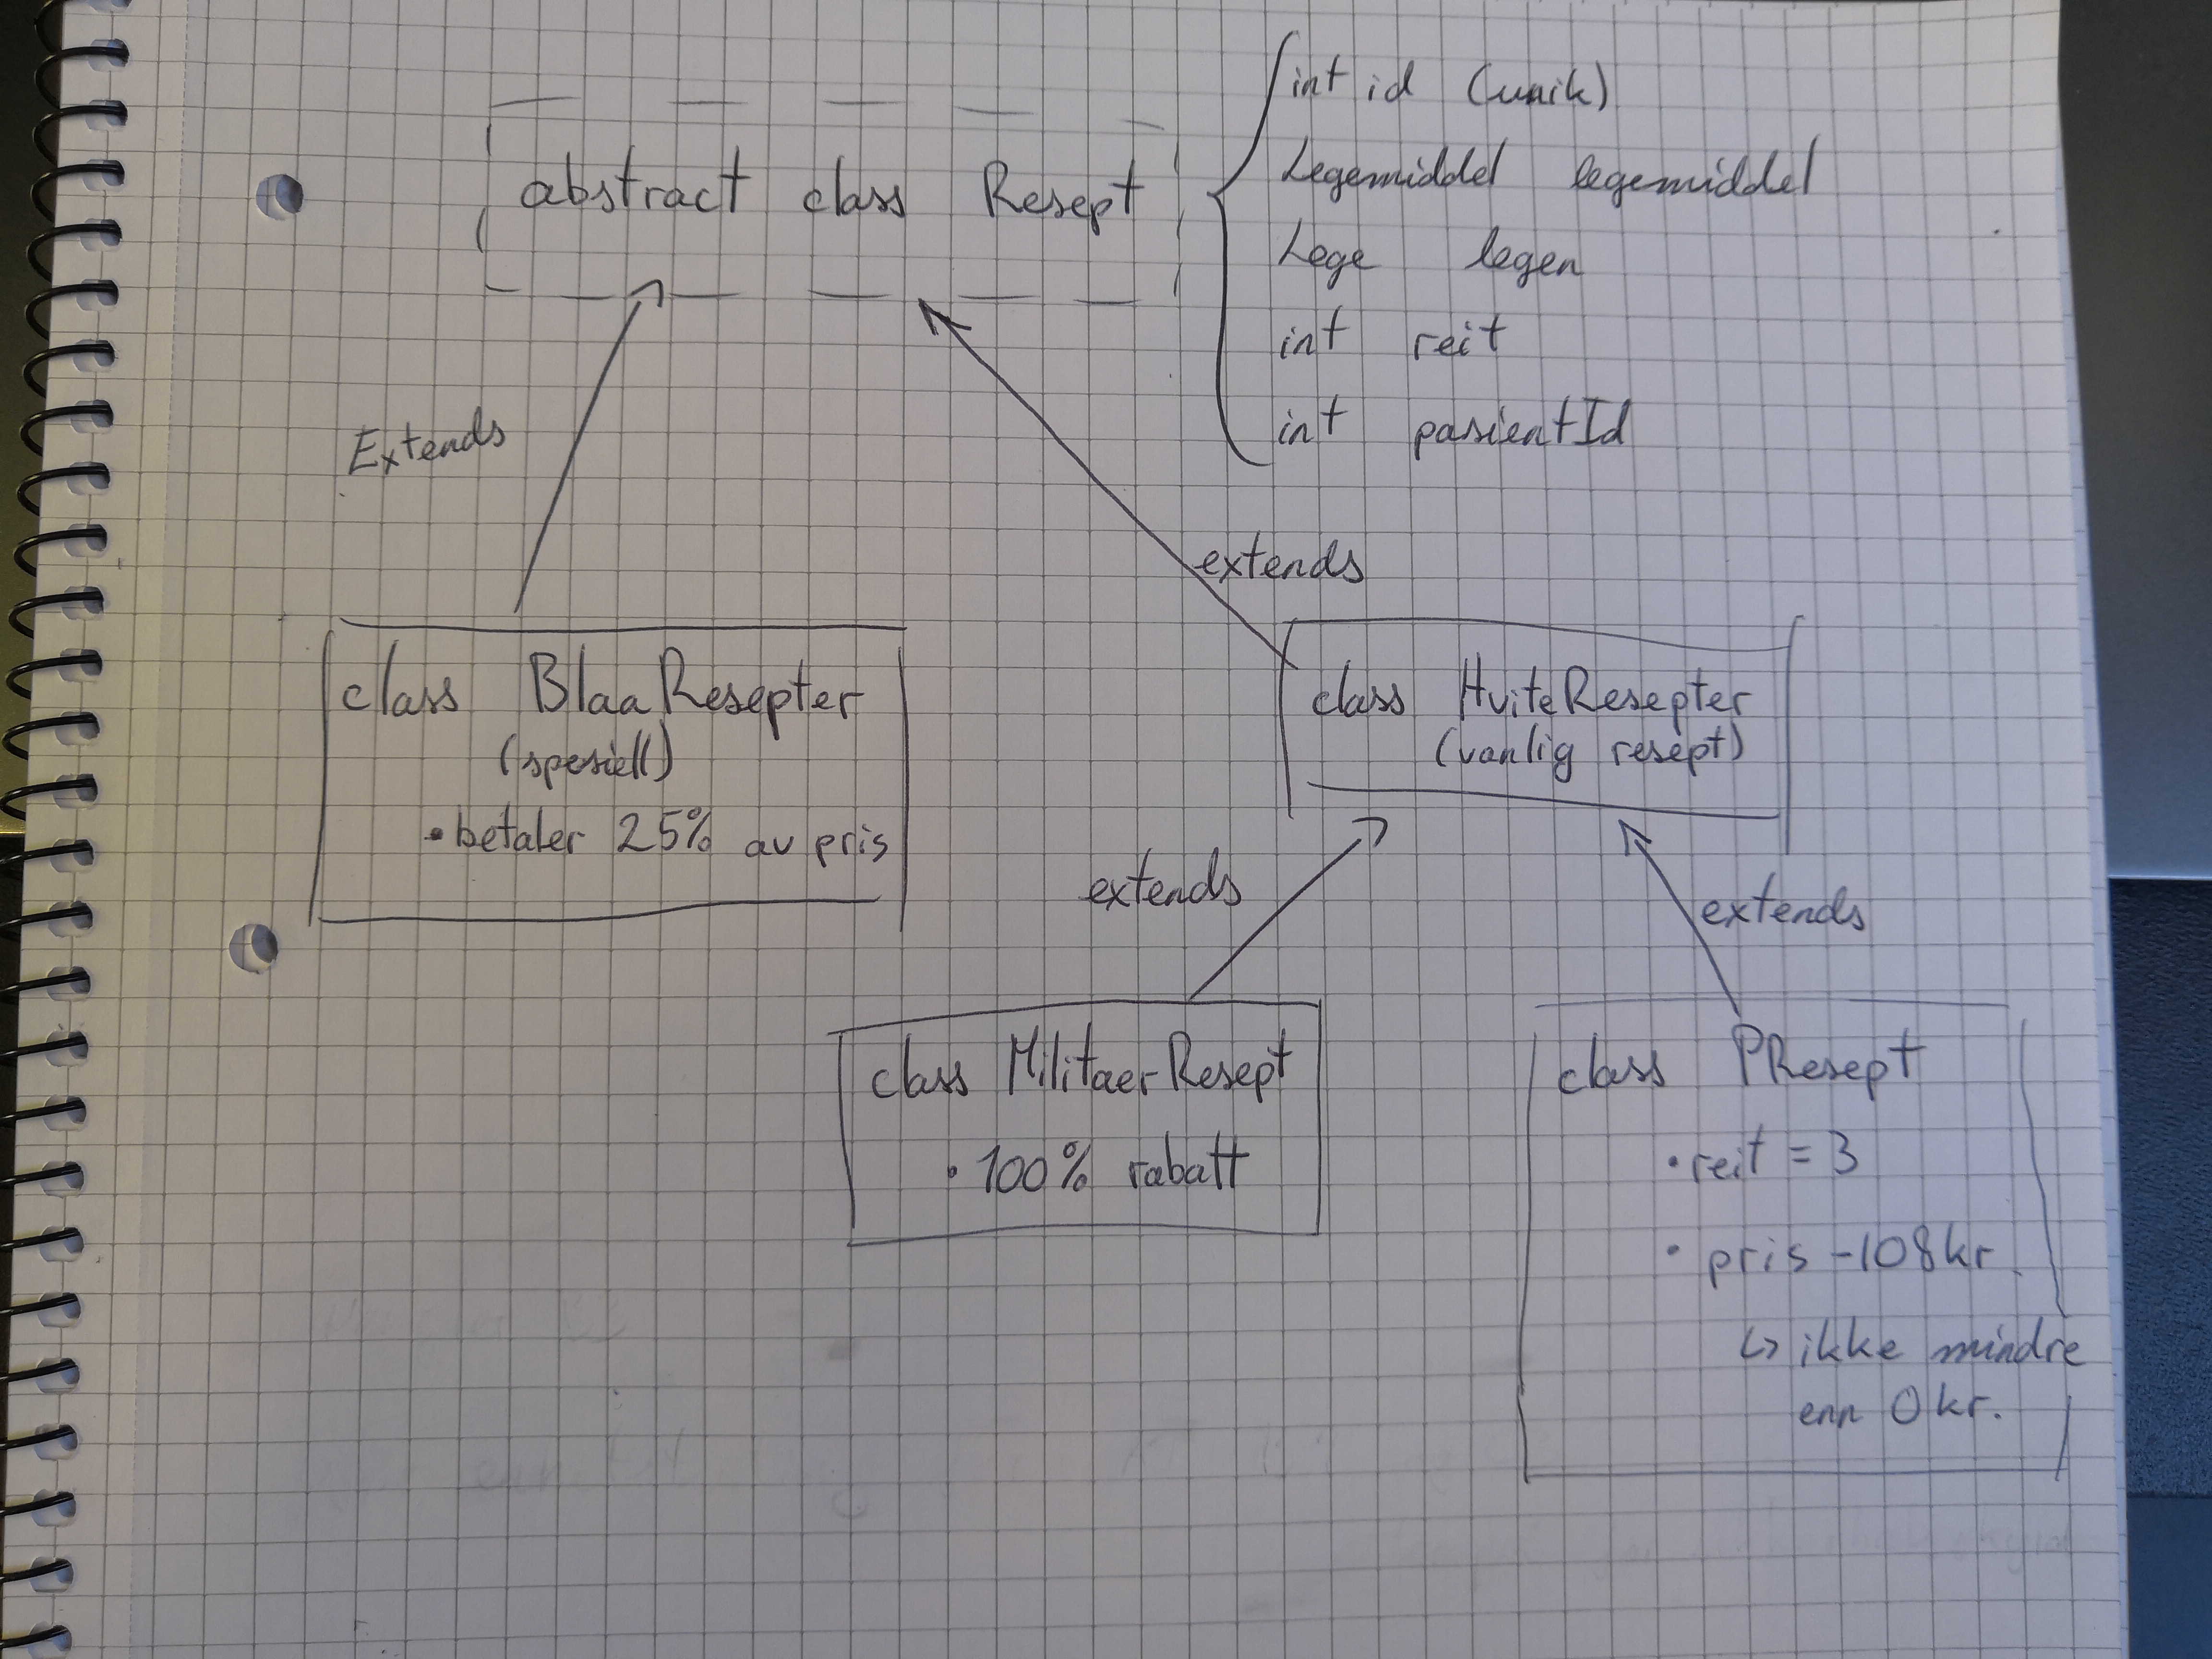 abstract class Resept
int id (unik)
Legemiddel legemiddel
Lege legen
int reit
int pasientId
Extends
extends
class BlaaResepter
(spesiell)
• betaler 25% av pris
class HviteResepter
(vanlig resept)
extends
extends
class MilitaerResept
• 100% rabatt
class PResept
• reit = 3
• pris -108kr.
↳ ikke mindre
enn 0kr.